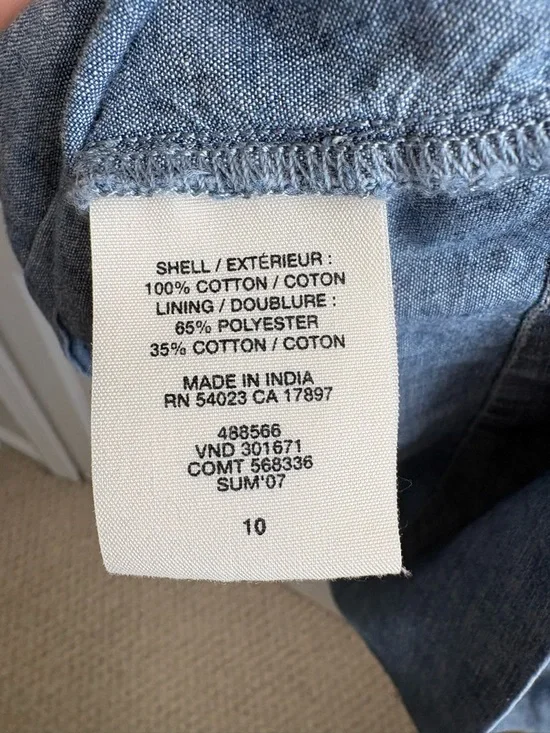 SHELL / EXTÉRIEUR :
100% COTTON / COTON
LINING / DOUBLURE :
65% POLYESTER
35% COTTON / COTON
MADE IN INDIA
RN 54023 CA 17897
488566
VND 301671
COMT 568336
SUM'07
10